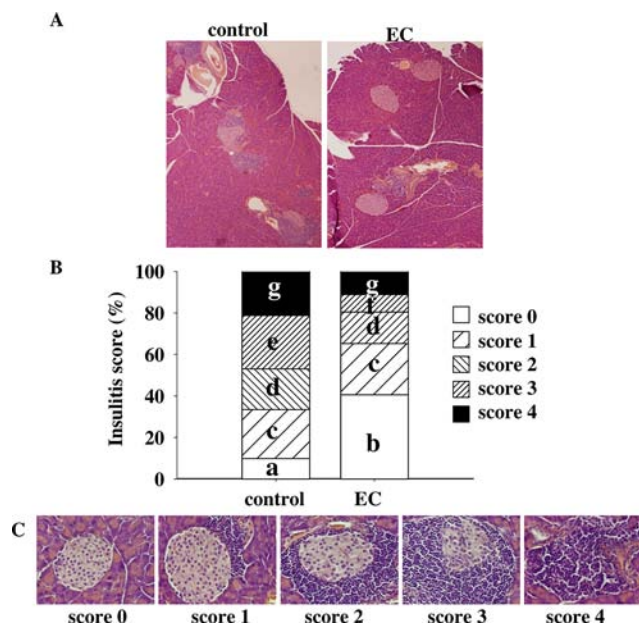 A
control
EC
B
Insulitis score (%)
100
80
60
40
20
0
g
e
d
c
a
g
f
d
c
b
control
EC
score 0
score 1
score 2
score 3
score 4
C
score 0
score 1
score 2
score 3
score 4